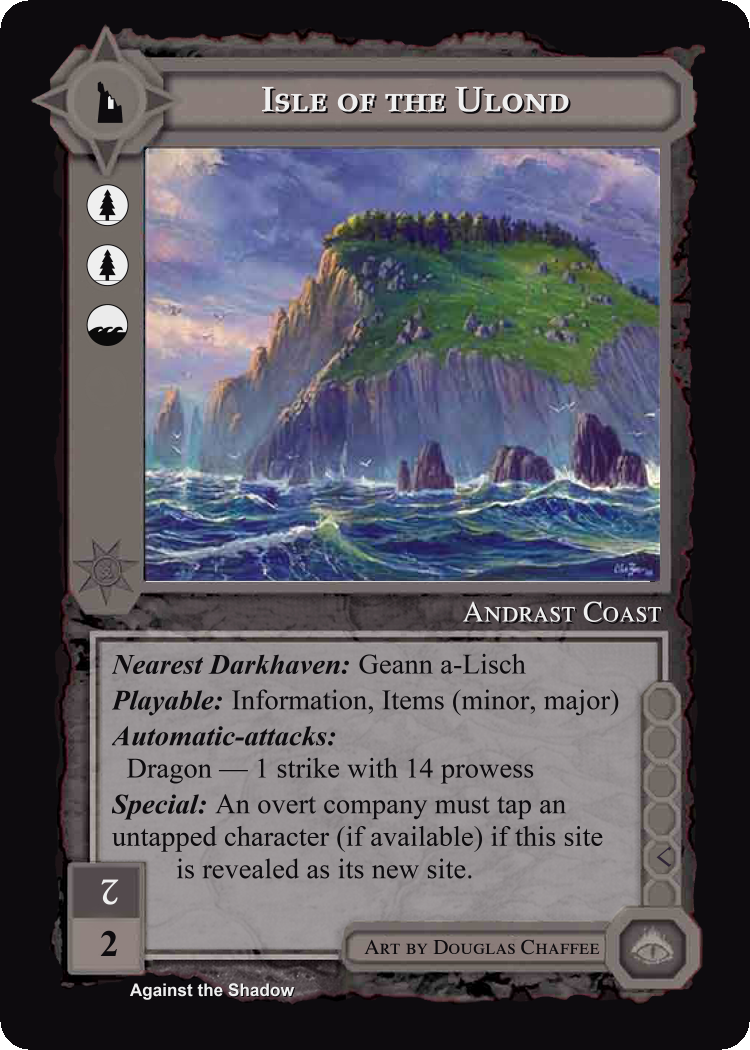 Isle of the Ulond
Andrast Coast
Nearest Darkhaven: Geann a-Lisch
Playable: Information, Items (minor, major)
Automatic-attacks:
Dragon — 1 strike with 14 prowess
Special: An overt company must tap an
untapped character (if available) if this site
is revealed as its new site.
2
2
Art by Douglas Chaffee
Against the Shadow